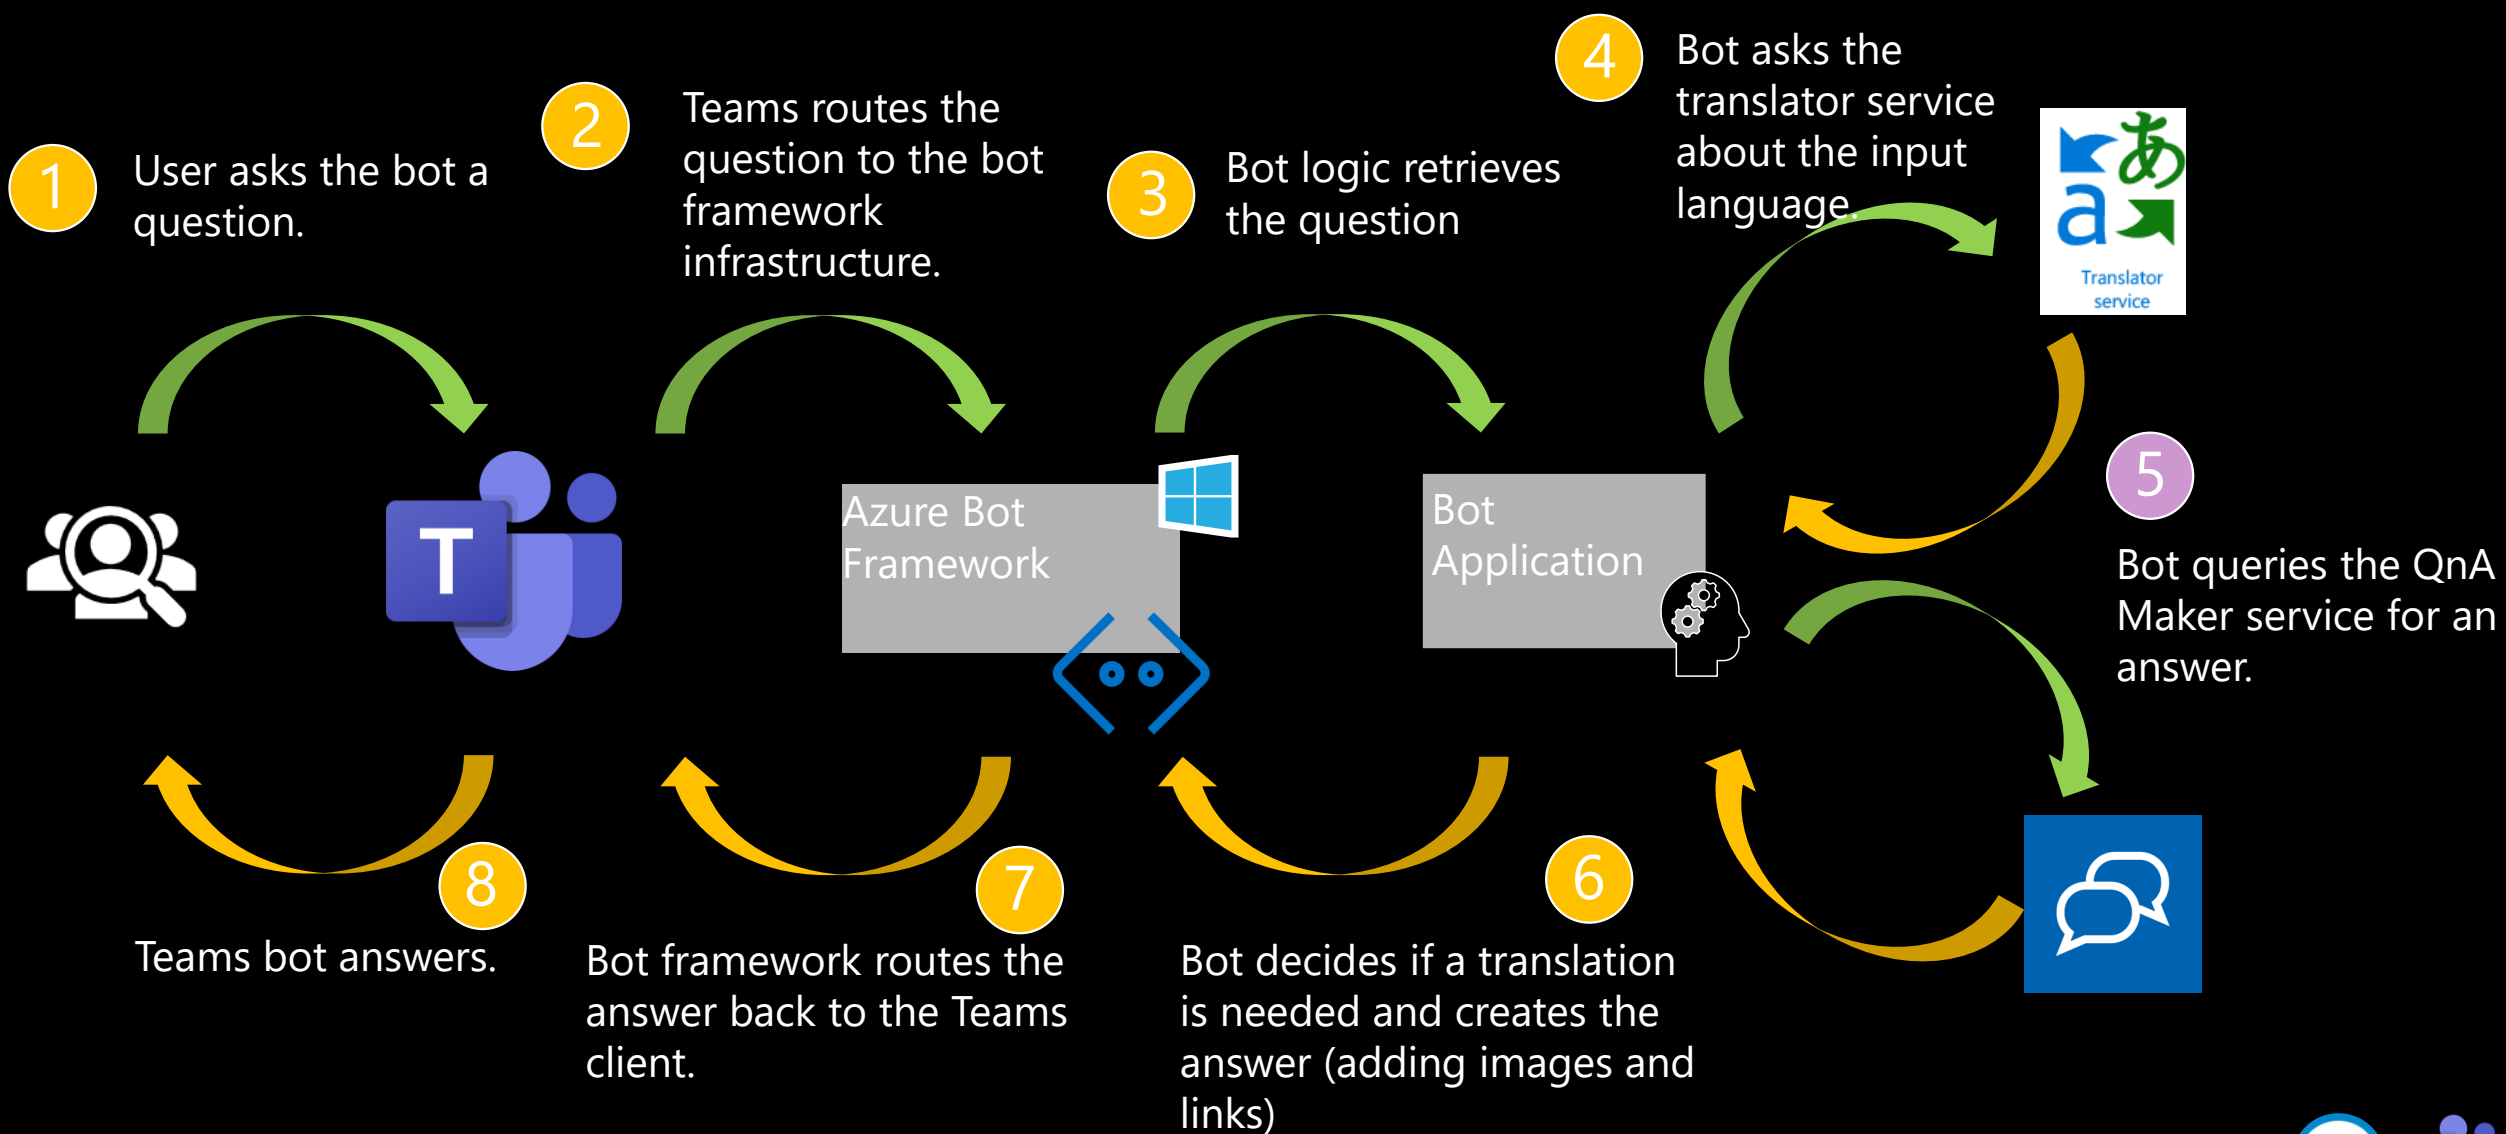 1
User asks the bot a
question.
2
Teams routes the
question to the bot
framework
infrastructure.
3
Bot logic retrieves
the question
4
Bot asks the
translator service
about the input
language.
あ
a
Translator
service
T
Azure Bot
Framework
Bot
Application
5
Bot queries the QnA
Maker service for an
answer.
6
Bot decides if a translation
is needed and creates the
answer (adding images and
links)
7
Bot framework routes the
answer back to the Teams
client.
8
Teams bot answers.